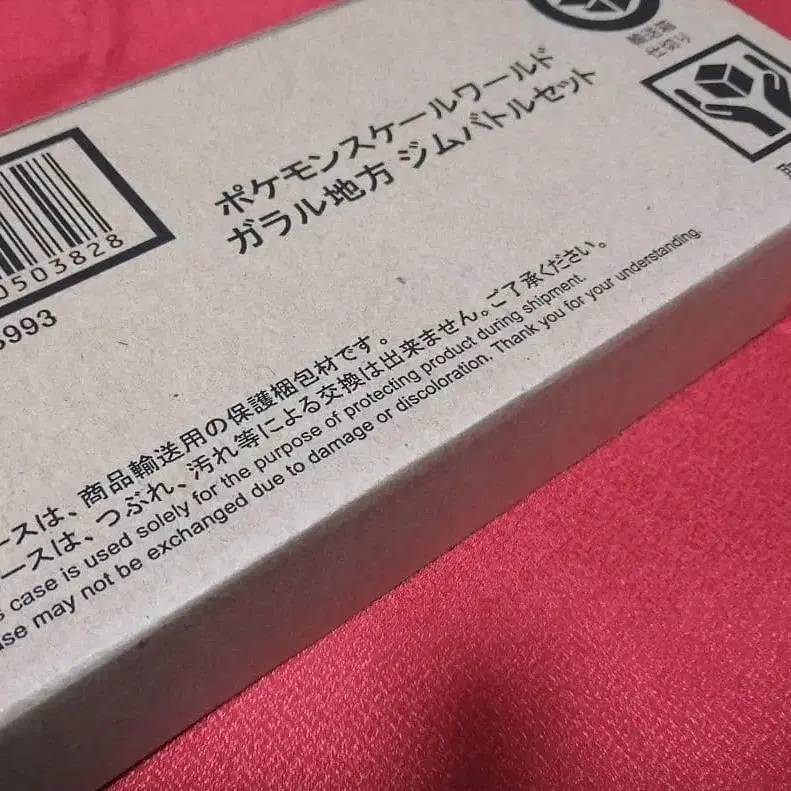 ポケモンスケールワールド
ガラル地方 ジムバトルセット
0503828
993
ースは、商品輸送用の保護梱包材です。
ースは、つぶれ、汚れ等による交換は出来ません。ご了承ください。
case is used solely for the purpose of protecting product during shipment.
may not be exchanged due to damage or discoloration. Thank you for your understanding.